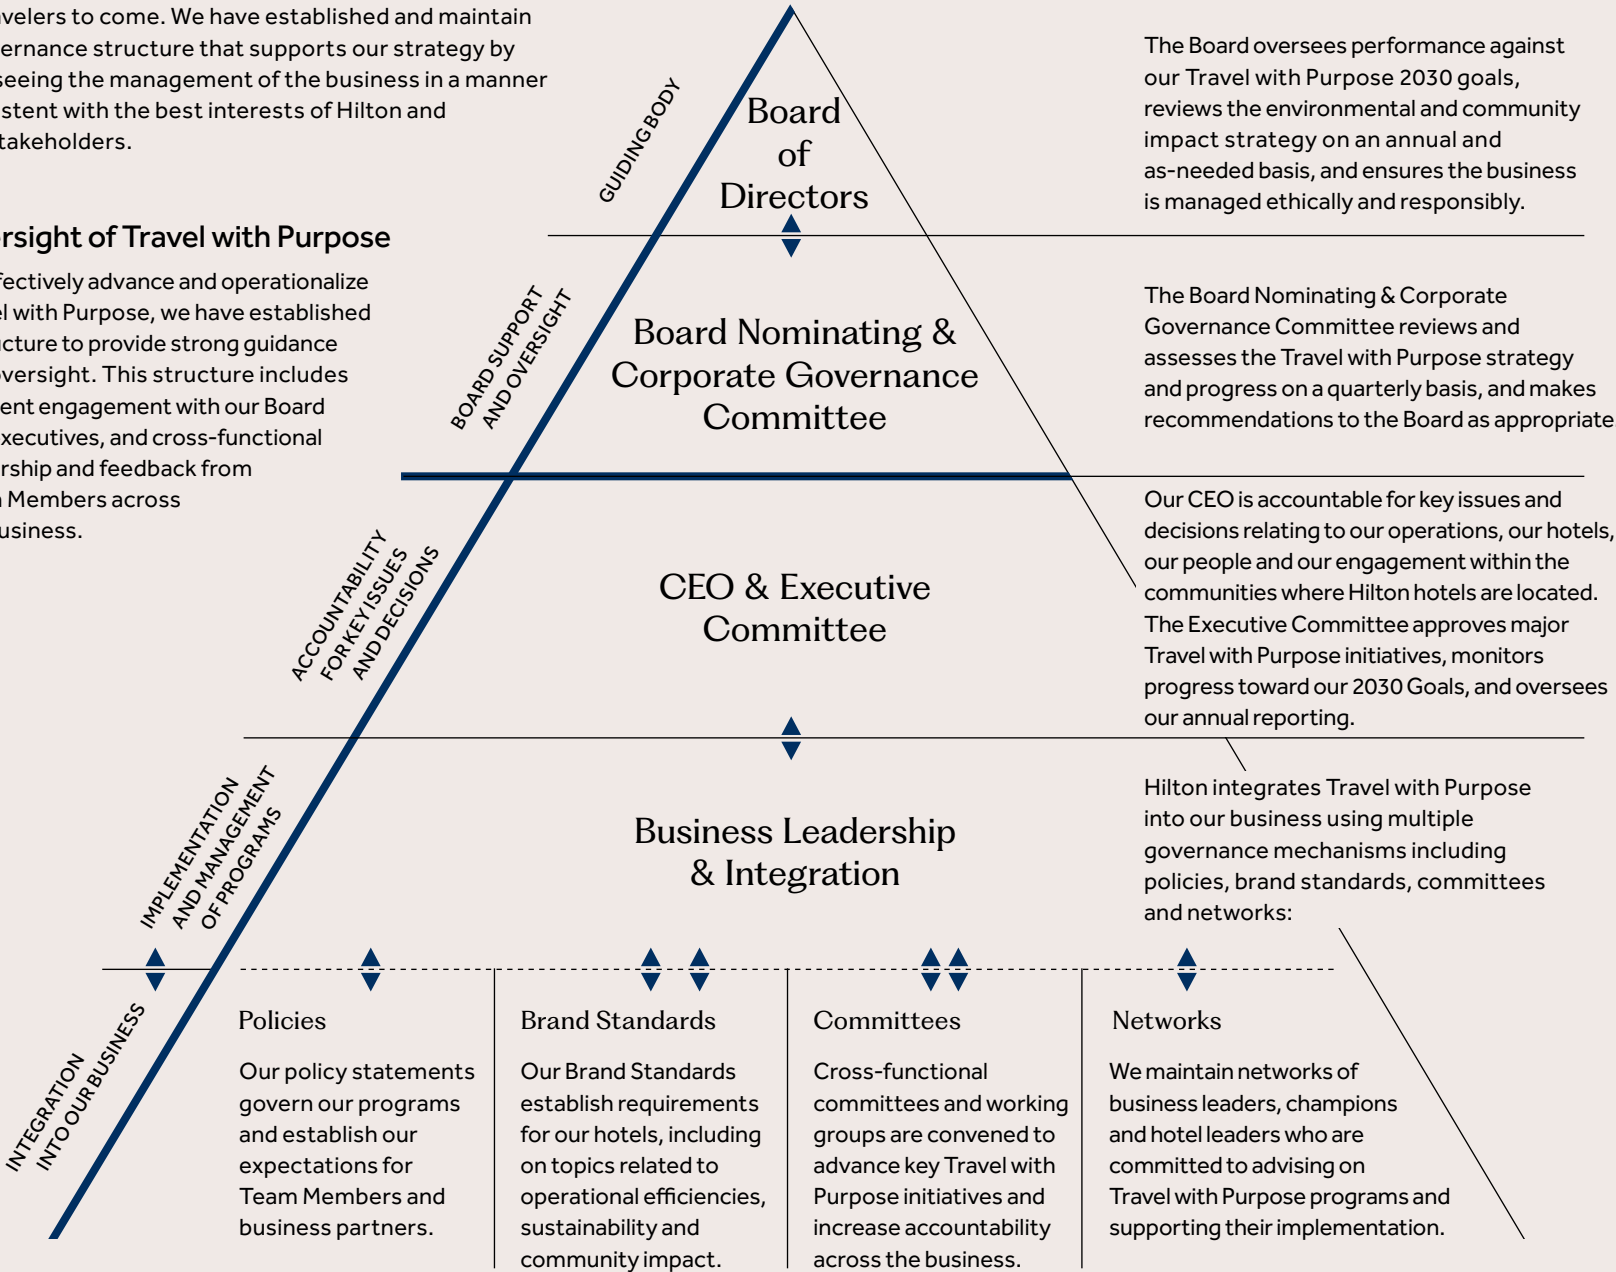 velers to come. We have established and maintain
ernance structure that supports our strategy by
seeing the management of the business in a manner
istent with the best interests of Hilton and
takeholders.
rsight of Travel with Purpose
fectively advance and operationalize
el with Purpose, we have established
ucture to provide strong guidance
oversight. This structure includes
ent engagement with our Board
xecutives, and cross-functional
rship and feedback from
Members across
usiness.
GUIDING BODY
Board
of
Directors
The Board oversees performance against
our Travel with Purpose 2030 goals,
reviews the environmental and community
impact strategy on an annual and
as-needed basis, and ensures the business
is managed ethically and responsibly.
BOARD SUPPORT
AND OVERSIGHT
Board Nominating &
Corporate Governance
Committee
The Board Nominating & Corporate
Governance Committee reviews and
assesses the Travel with Purpose strategy
and progress on a quarterly basis, and makes
recommendations to the Board as appropriate
ACCOUNTABILITY
FOR KEY ISSUES
AND DECISIONS
CEO & Executive
Committee
Our CEO is accountable for key issues and
decisions relating to our operations, our hotels,
our people and our engagement within the
communities where Hilton hotels are located.
The Executive Committee approves major
Travel with Purpose initiatives, monitors
progress toward our 2030 Goals, and oversees
our annual reporting.
IMPLEMENTATION
AND MANAGEMENT
OF PROGRAMS
Business Leadership
& Integration
Hilton integrates Travel with Purpose
into our business using multiple
governance mechanisms including
policies, brand standards, committees
and networks:
INTEGRATION
INTO OUR BUSINESS
Policies
Our policy statements
govern our programs
and establish our
expectations for
Team Members and
business partners.
Brand Standards
Our Brand Standards
establish requirements
for our hotels, including
on topics related to
operational efficiencies,
sustainability and
community impact.
Committees
Cross-functional
committees and working
groups are convened to
advance key Travel with
Purpose initiatives and
increase accountability
across the business.
Networks
We maintain networks of
business leaders, champions
and hotel leaders who are
committed to advising on
Travel with Purpose programs and
supporting their implementation.